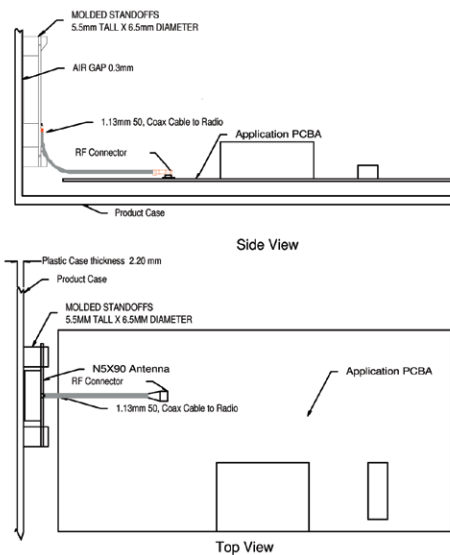 MOLDED STANDOFFS
5.5mm TALL X 6.5mm DIAMETER
AIR GAP 0.3mm
1.13mm 50, Coax Cable to Radio
Application PCBA
RF Connector
Product Case
Side View
Plastic Case thickness 2.20 mm
Product Case
MOLDED STANDOFFS
5.5MM TALL X 6.5MM DIAMETER
N5X90 Antenna
RF Connector
Application PCBA
1.13mm 50, Coax Cable to Radio
Top View